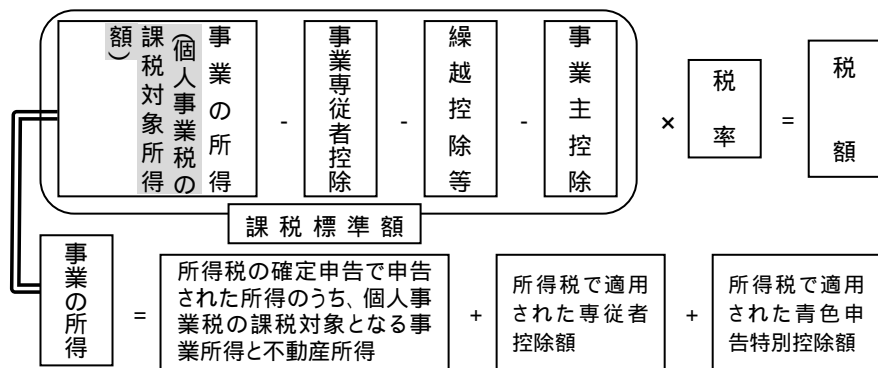 事業の所得
(個人事業税の
課税対象所得
額)
-
事業専従者控除
-
繰越控除等
-
事業主控除
×
税率
=
税額
課税標準額
事業の所得
=
所得税の確定申告で申告
された所得のうち、個人事
業税の課税対象となる事
業所得と不動産所得
+
所得税で適用
された専従者
控除額
+
所得税で適用
された青色申
告特別控除額